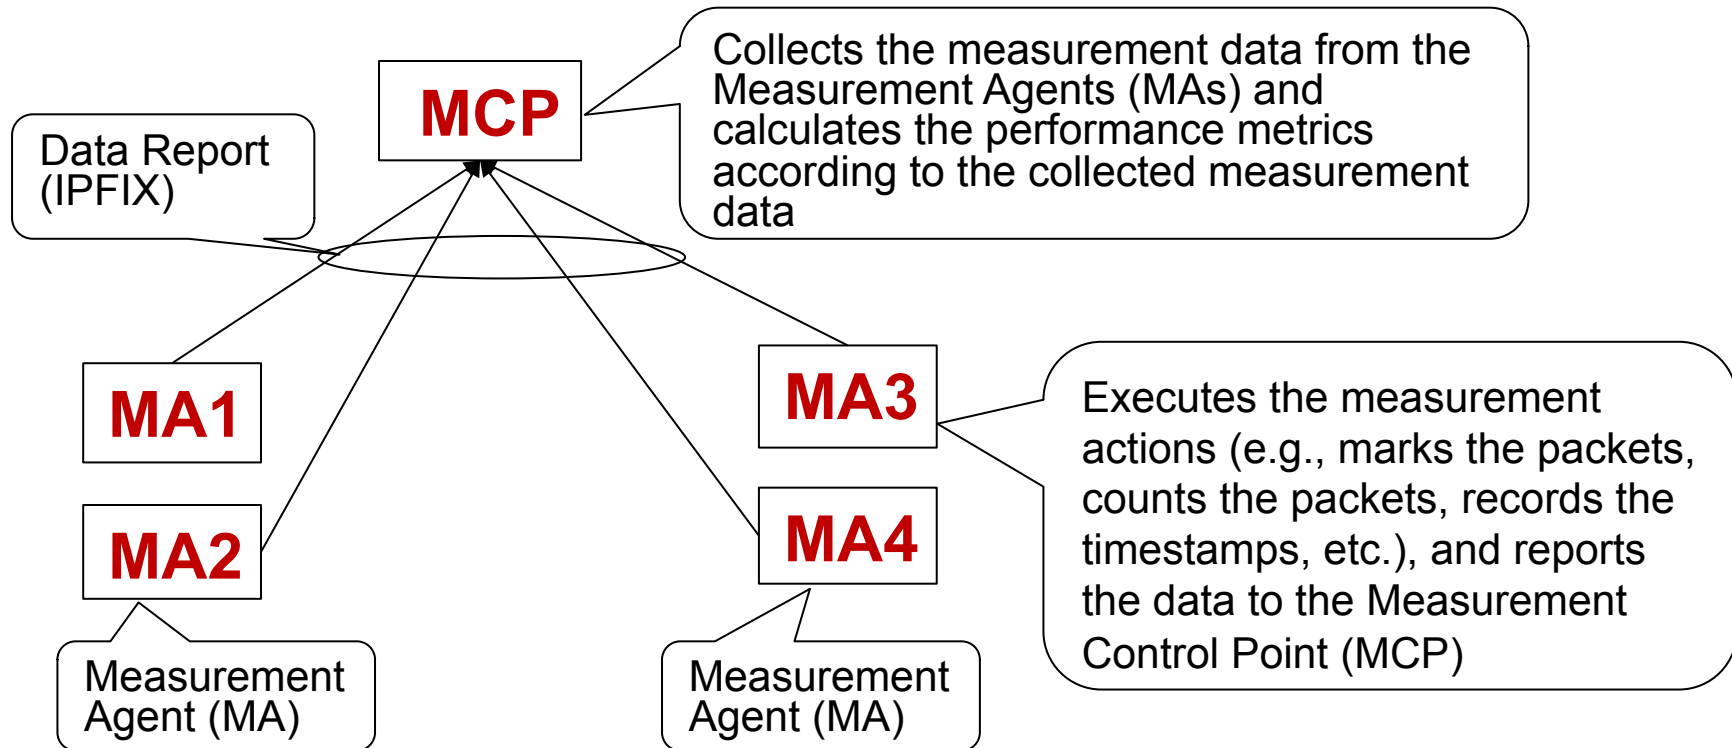 MCP
Collects the measurement data from the
Measurement Agents (MAs) and
calculates the performance metrics
according to the collected measurement
data
Data Report
(IPFIX)
MA1
MA2
MA3
MA4
Executes the measurement
actions (e.g., marks the packets,
counts the packets, records the
timestamps, etc.), and reports
the data to the Measurement
Control Point (MCP)
Measurement
Agent (MA)
Measurement
Agent (MA)